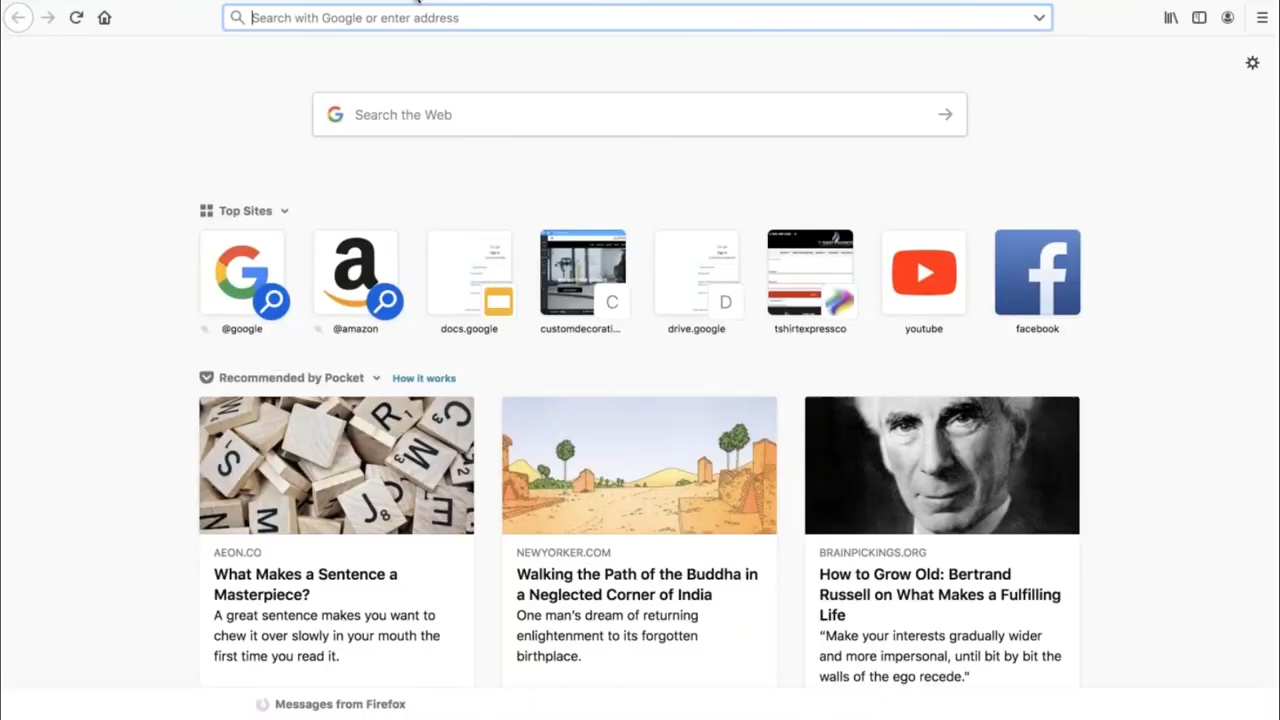 Search with Google or enter address
Search the Web
Top Sites
@google
@amazon
docs.google
C
customdecorati...
D
drive.google
tshirtexpressco
youtube
facebook
Recommended by Pocket
How it works
AEON.CO
What Makes a Sentence a
Masterpiece?
A great sentence makes you want to
chew it over slowly in your mouth the
first time you read it.
NEWYORKER.COM
Walking the Path of the Buddha in
a Neglected Corner of India
One man's dream of returning
enlightenment to its forgotten
birthplace.
BRAINPICKINGS.ORG
How to Grow Old: Bertrand
Russell on What Makes a Fulfilling
Life
“Make your interests gradually wider
and more impersonal, until bit by bit the
walls of the ego recede.”
Messages from Firefox